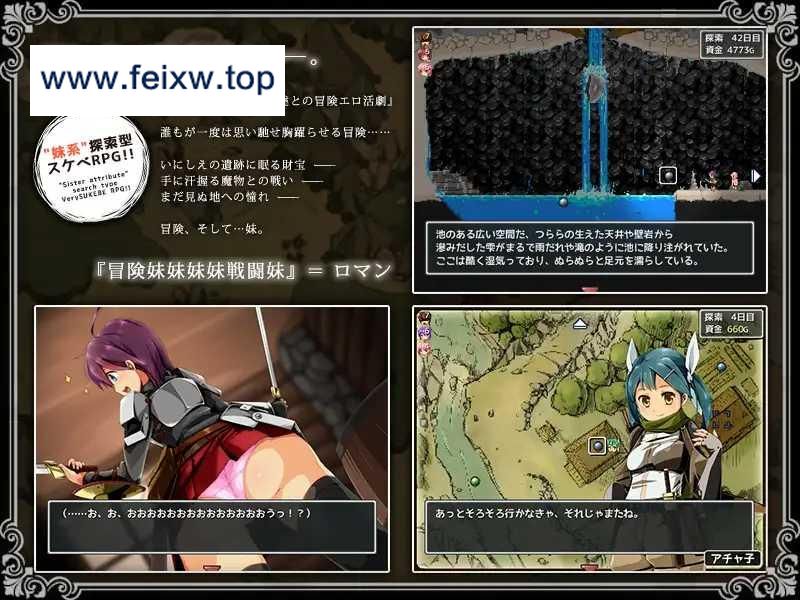 www.feixw.top
――。
達との冒険エロ活劇』
誰もが一度は思い馳せ胸躍らせる冒険……
いにしえの遺跡に眠る財宝 ――
手に汗握る魔物との戦い ――
まだ見ぬ地への憧れ ――
冒険、そして…妹。
"妹系"探索型
スケベRPG!!
"Sister attribute"
search type
VerySUKEBE RPG!!
『冒険妹妹妹妹戦闘妹』＝ ロマン
探索 42日目
資金 4773G
池のある広い空間だ、つららの生えた天井や壁岩から
滲みだした雫がまるで雨だれや滝のように池に降り注がれていた。
ここは酷く湿気っており、ぬらぬらと足元を濡らしている。
（……お、お、おおおおおおおおおおおおおおうっ！？）
探索 4日目
資金 660G
あっとそろそろ行かなきゃ、それじゃまたね。
アチャ子